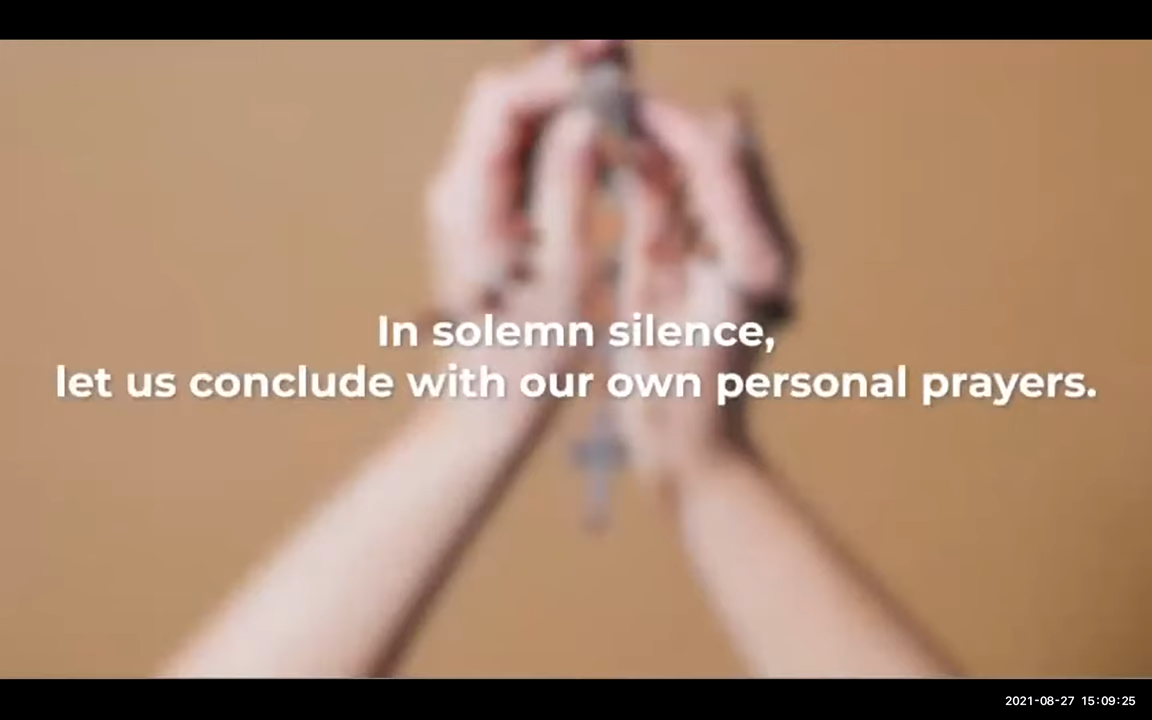 In solemn silence,
let us conclude with our own personal prayers.
2021-08-27 15:09:25